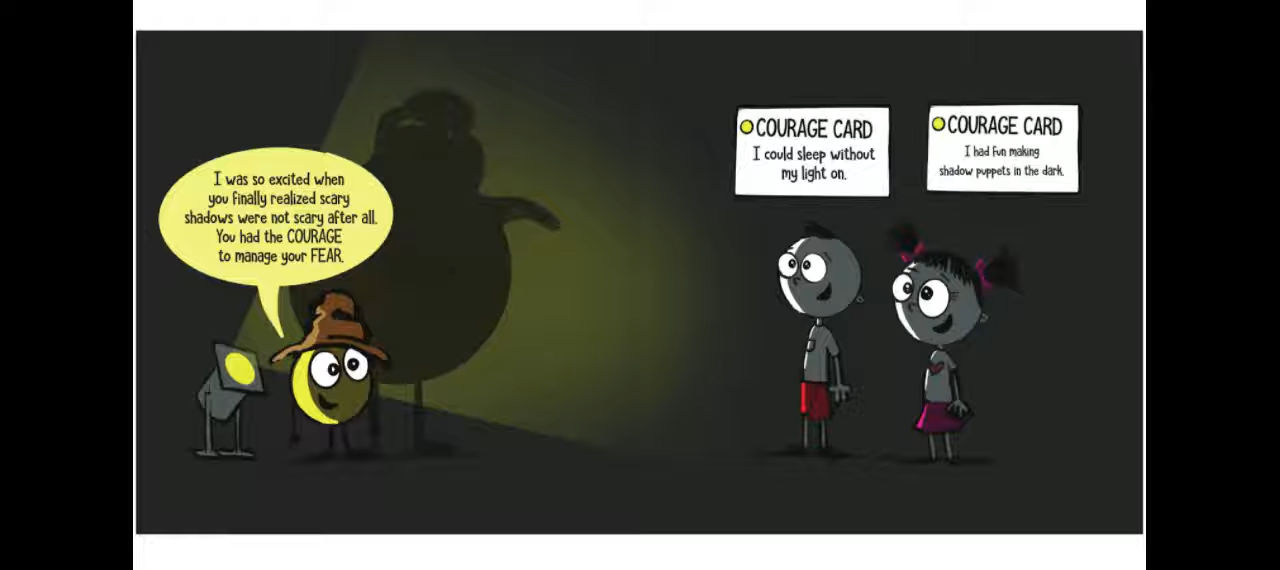 I was so excited when
you finally realized scary
shadows were not scary after all.
You had the COURAGE
to manage your FEAR.
COURAGE CARD
I could sleep without
my light on.
COURAGE CARD
I had fun making
shadow puppets in the dark.